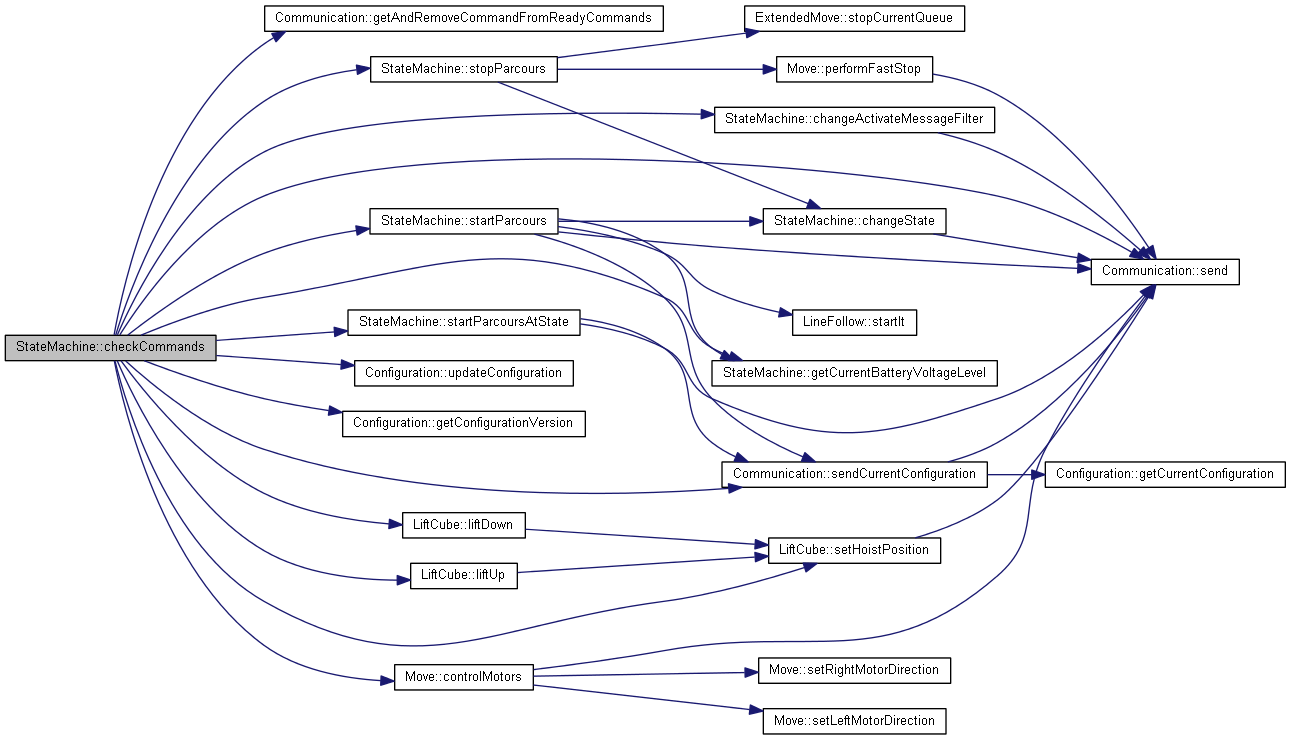 Communication::getAndRemoveCommandFromReadyCommands
ExtendedMove::stopCurrentQueue
StateMachine::stopParcours
Move::performFastStop
StateMachine::changeActivateMessageFilter
StateMachine::startParcours
StateMachine::changeState
Communication::send
StateMachine::startParcoursAtState
LineFollow::startIt
StateMachine::checkCommands
Configuration::updateConfiguration
StateMachine::getCurrentBatteryVoltageLevel
Configuration::getConfigurationVersion
Communication::sendCurrentConfiguration
Configuration::getCurrentConfiguration
LiftCube::liftDown
LiftCube::setHoistPosition
LiftCube::liftUp
Move::controlMotors
Move::setRightMotorDirection
Move::setLeftMotorDirection